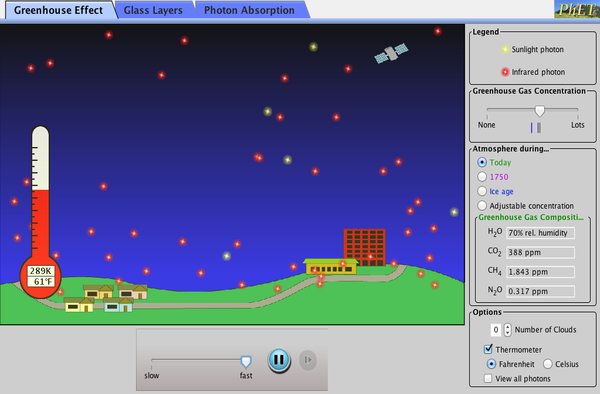 Greenhouse Effect
Glass Layers
Photon Absorption
PhET
Legend
Sunlight photon
Infrared photon
Greenhouse Gas Concentration
None
Lots
Atmosphere during...
Today
1750
Ice age
Adjustable concentration
Greenhouse Gas Compositi...
H2O 70% rel. humidity
CO2 388 ppm
CH4 1.843 ppm
N2O 0.317 ppm
Options
0 Number of Clouds
Thermometer
Fahrenheit Celsius
View all photons
289K
61°F
slow
fast